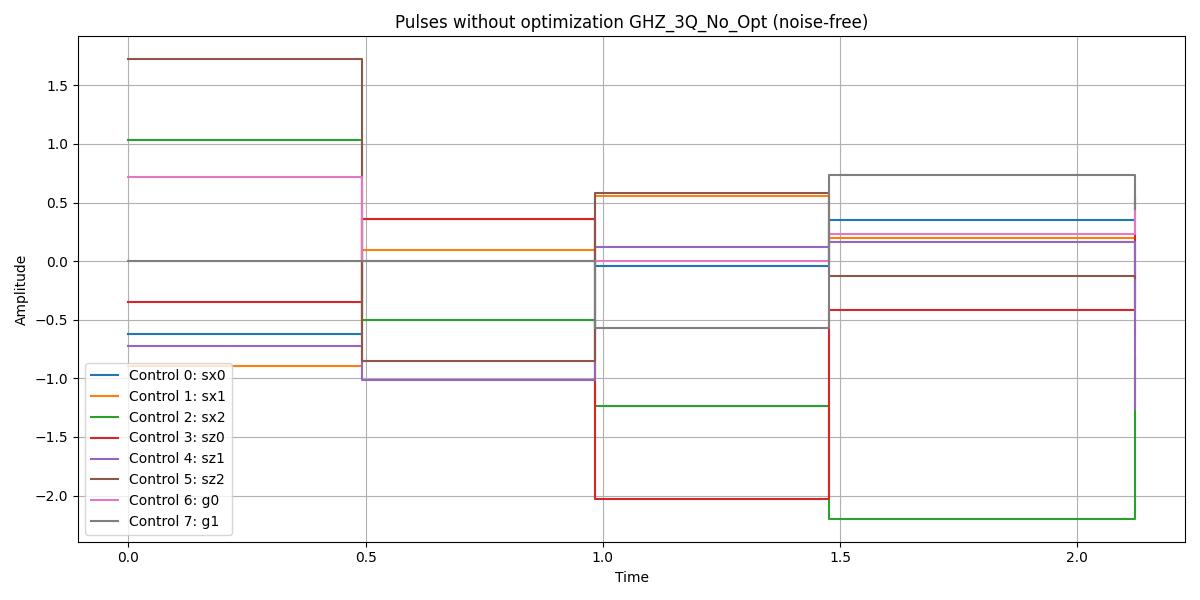 Pulses without optimization GHZ_3Q_No_Opt (noise-free)
Amplitude
1.5
1.0
0.5
0.0
−0.5
−1.0
−1.5
−2.0
Control 0: sx0
Control 1: sx1
Control 2: sx2
Control 3: sz0
Control 4: sz1
Control 5: sz2
Control 6: g0
Control 7: g1
0.0 0.5 1.0 1.5 2.0
Time